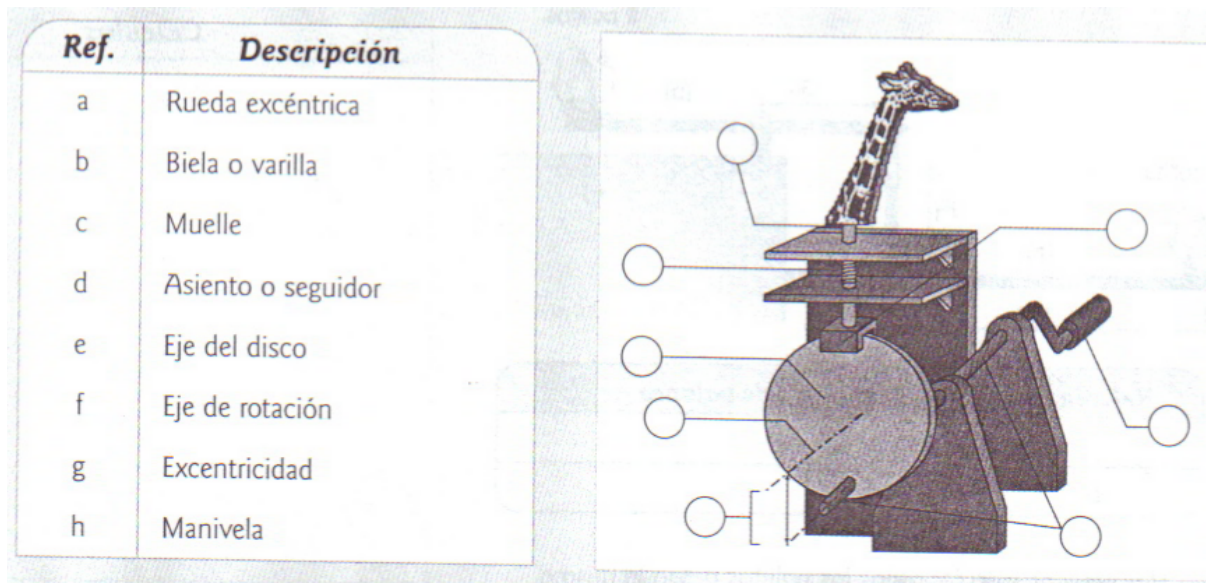 Ref. Descripción
a Rueda excéntrica
b Biela o varilla
c Muelle
d Asiento o seguidor
e Eje del disco
f Eje de rotación
g Excentricidad
h Manivela